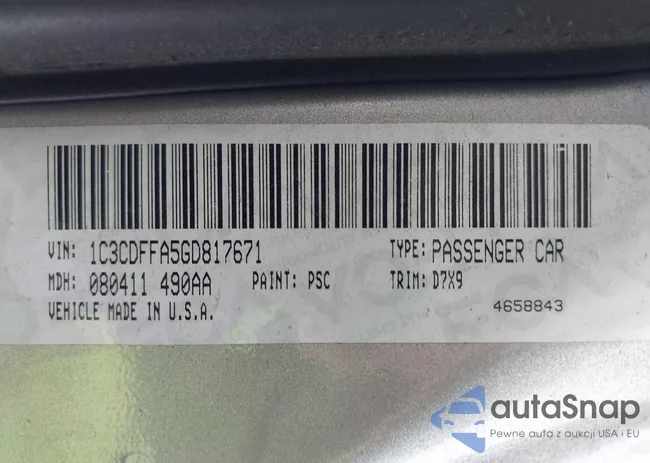 VIN: 1C3CDFFA5GD817671 TYPE: PASSENGER CAR
MDH: 080411 490AA PAINT: PSC TRIM: D7X9
VEHICLE MADE IN U.S.A. 4658843
autaSnap
Pewne auta z aukcji USA i EU